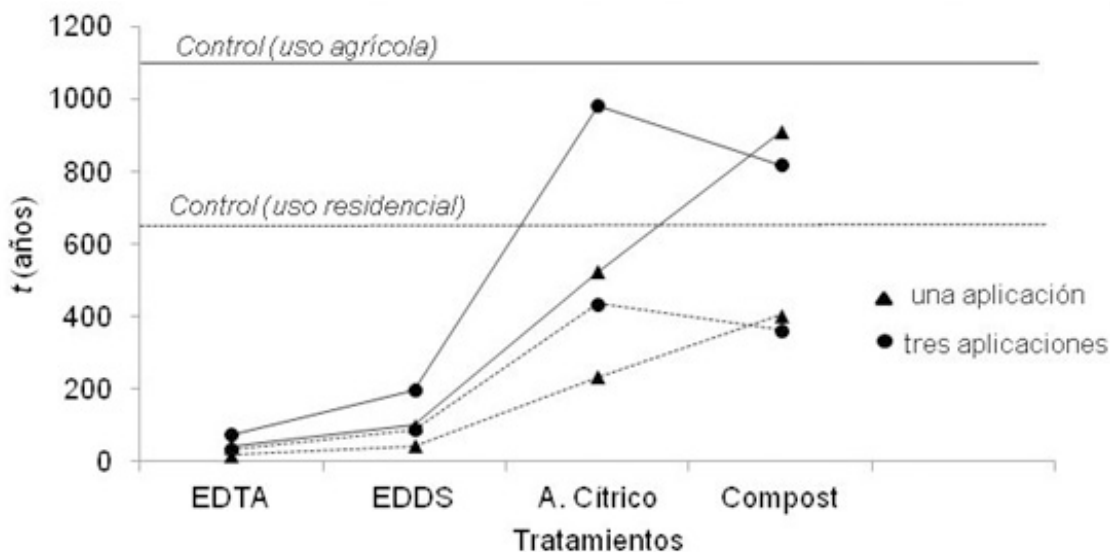 1200
Control (uso agrícola)
1000
800
Control (uso residencial)
600
400
200
0
t (años)
▲ una aplicación
● tres aplicaciones
EDTA EDDS A. Cítrico Compost
Tratamientos